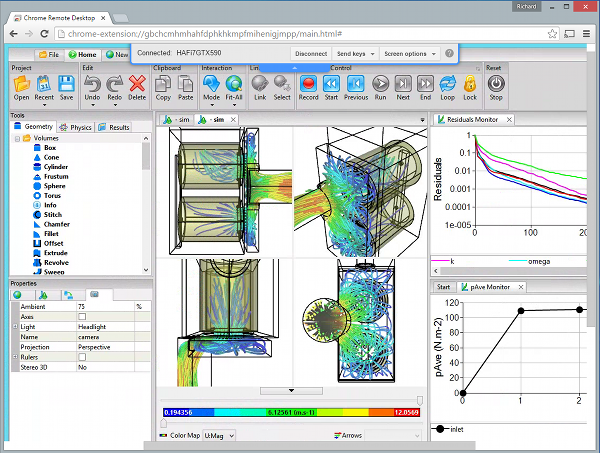 Richard
Chrome Remote Desktop
chrome-extension://gbchcmhmhahfdphkhkmpfmihenigjmpp/main.html#
Connected: HAFi7GTX590
Disconnect
Send keys
Screen options
?
File
Home
New
Project
Edit
Clipboard
Interaction
Link
Reset
Open
Recent
Save
Undo
Redo
Delete
Copy
Paste
Mode
Fit-All
Link
Select
Record
Start
Previous
Run
Next
End
Loop
Lock
Stop
Tools
Geometry
Physics
Results
Volumes
Box
Cone
Cylinder
Frustum
Sphere
Torus
Info
Stitch
Chamfer
Fillet
Offset
Extrude
Revolve
Sweep
Properties
Ambient 75 %
Axes
Light Headlight
Name camera
Projection Perspective
Rulers
Stereo 3D No
- sim
- sim
0.194356
6.12561 (m.s-1)
12.0569
Color Map
U:Mag
Arrows
Residuals Monitor
Residuals
1
0.1
0.01
0.001
0.0001
1e-005
0
100
20
k
omega
Start
pAve Monitor
pAve (N.m-2)
120
100
80
60
40
20
0
0
1
2
inlet